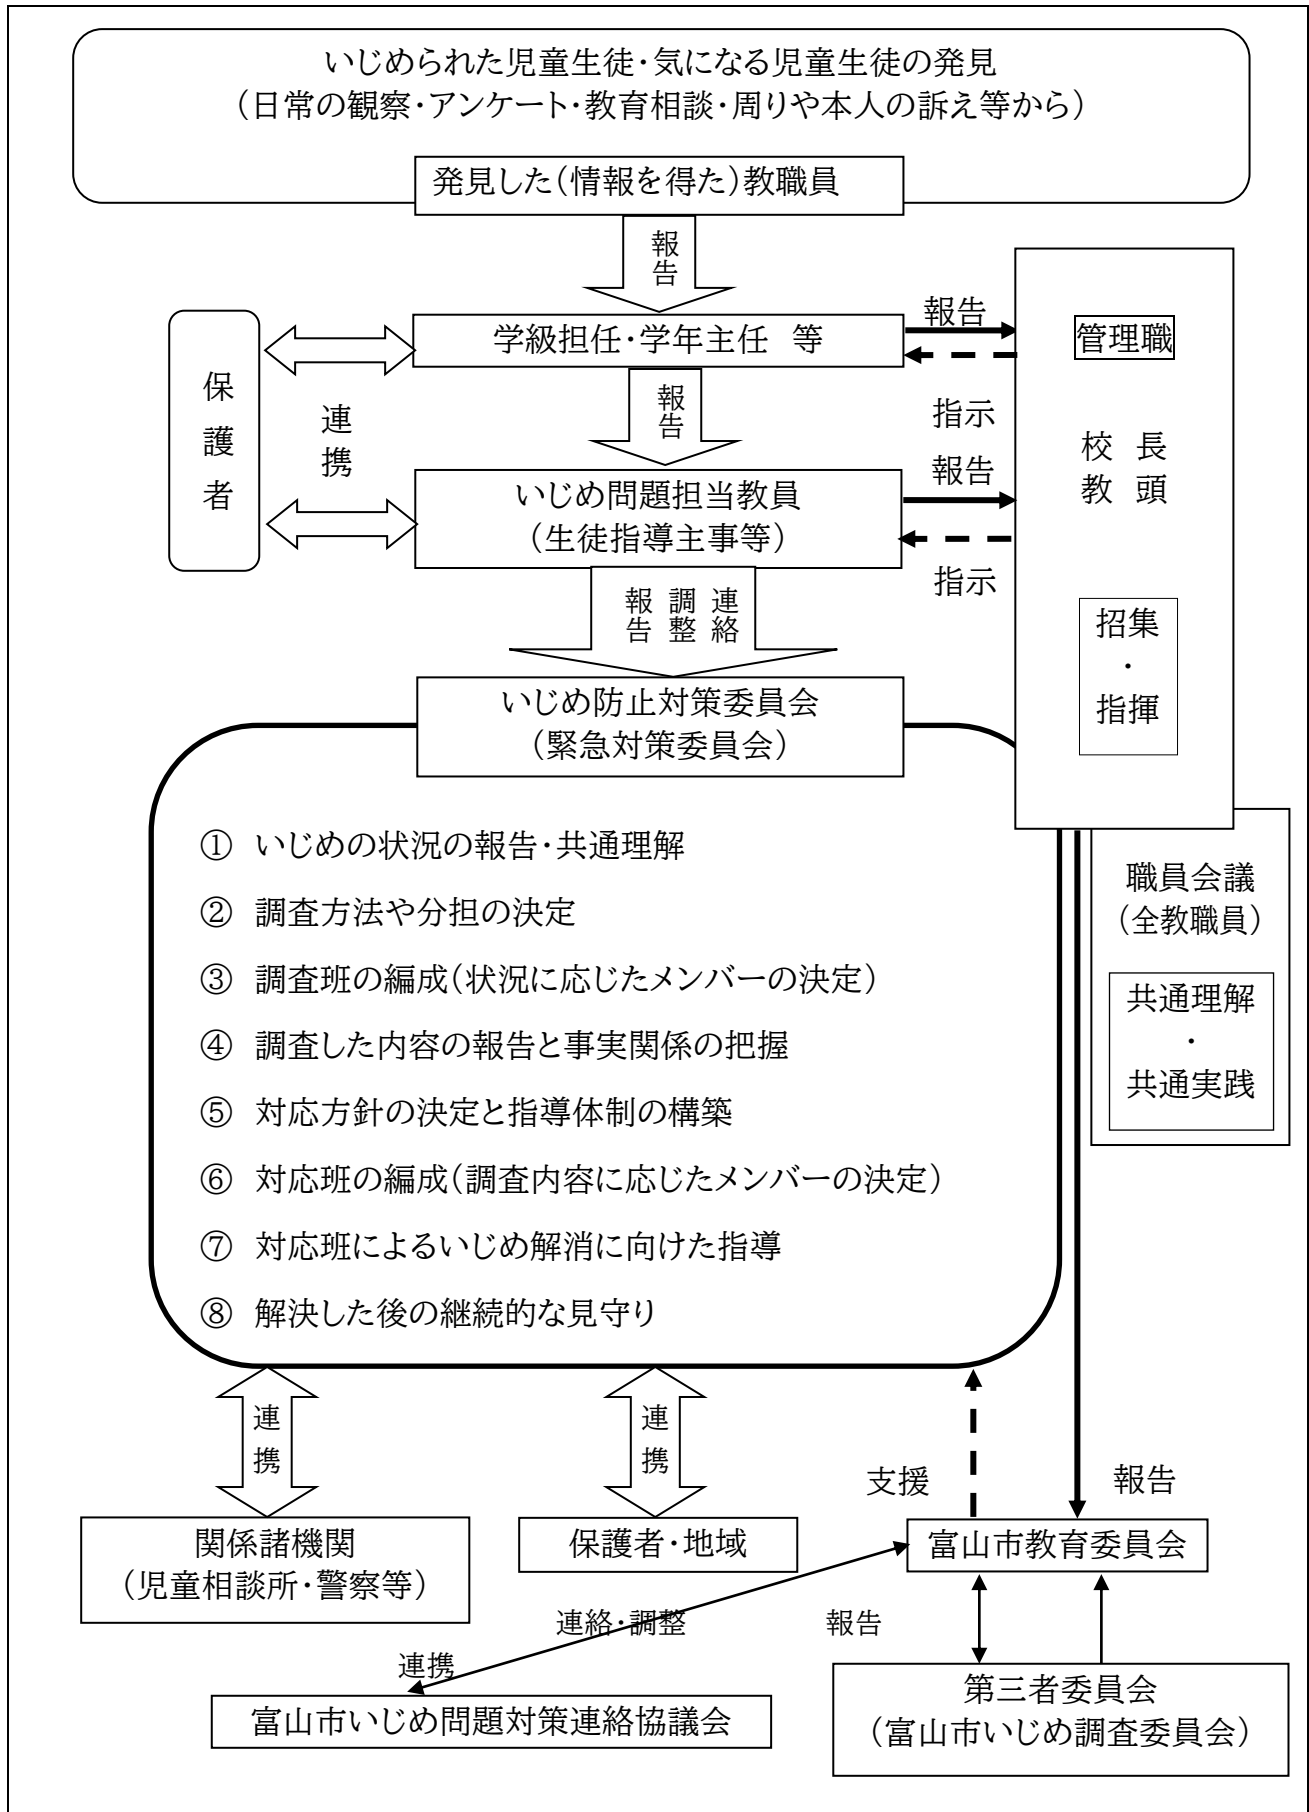 いじめられた児童生徒・気になる児童生徒の発見
（日常の観察・アンケート・教育相談・周りや本人の訴え等から）
発見した（情報を得た）教職員
報告
学級担任・学年主任　等
報告
管理職
指示
保護者
連携
報告
校長
教頭
いじめ問題担当教員
（生徒指導主事等）
報告
指示
報告 調整 連絡
招集
・
指揮
いじめ防止対策委員会
（緊急対策委員会）
① いじめの状況の報告・共通理解
② 調査方法や分担の決定
③ 調査班の編成（状況に応じたメンバーの決定）
④ 調査した内容の報告と事実関係の把握
⑤ 対応方針の決定と指導体制の構築
⑥ 対応班の編成（調査内容に応じたメンバーの決定）
⑦ 対応班によるいじめ解消に向けた指導
⑧ 解決した後の継続的な見守り
職員会議
（全教職員）
共通理解
・
共通実践
連携
連携
支援
報告
関係諸機関
（児童相談所・警察等）
保護者・地域
富山市教育委員会
連絡・調整
報告
連携
富山市いじめ問題対策連絡協議会
第三者委員会
（富山市いじめ調査委員会）